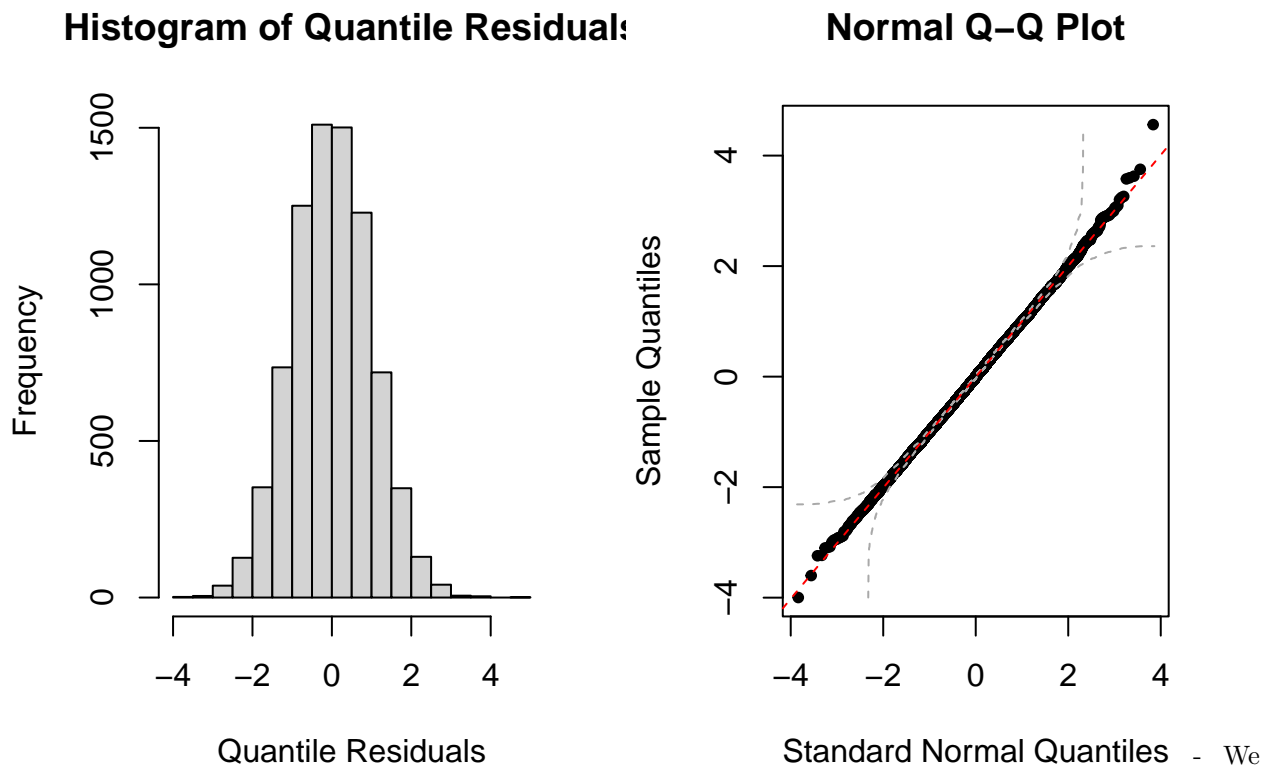 Histogram of Quantile Residuals
Normal Q−Q Plot
1500
1000
500
0
Frequency
−4 −2 0 2 4
Quantile Residuals
4
2
0
−2
−4
Sample Quantiles
−4 −2 0 2 4
Standard Normal Quantiles
- We